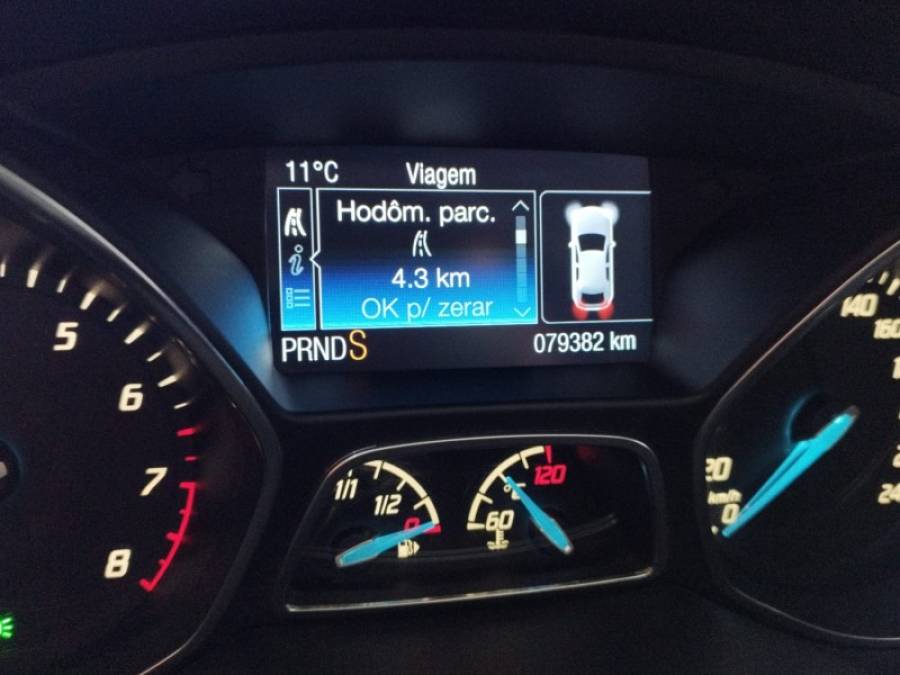 11°C Viagem
Hodôm. parc.
4.3 km
OK p/ zerar
PRNDS 079382 km
5
6
7
8
1/1
1/2
0
60
°C
120
0
20
km/h
140
160